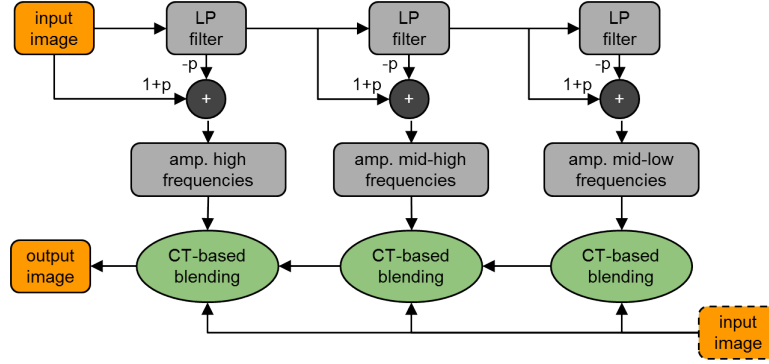 input
image
LP
filter
LP
filter
LP
filter
-p
-p
-p
1+p
1+p
1+p
+
+
+
amp. high
frequencies
amp. mid-high
frequencies
amp. mid-low
frequencies
output
image
CT-based
blending
CT-based
blending
CT-based
blending
input
image